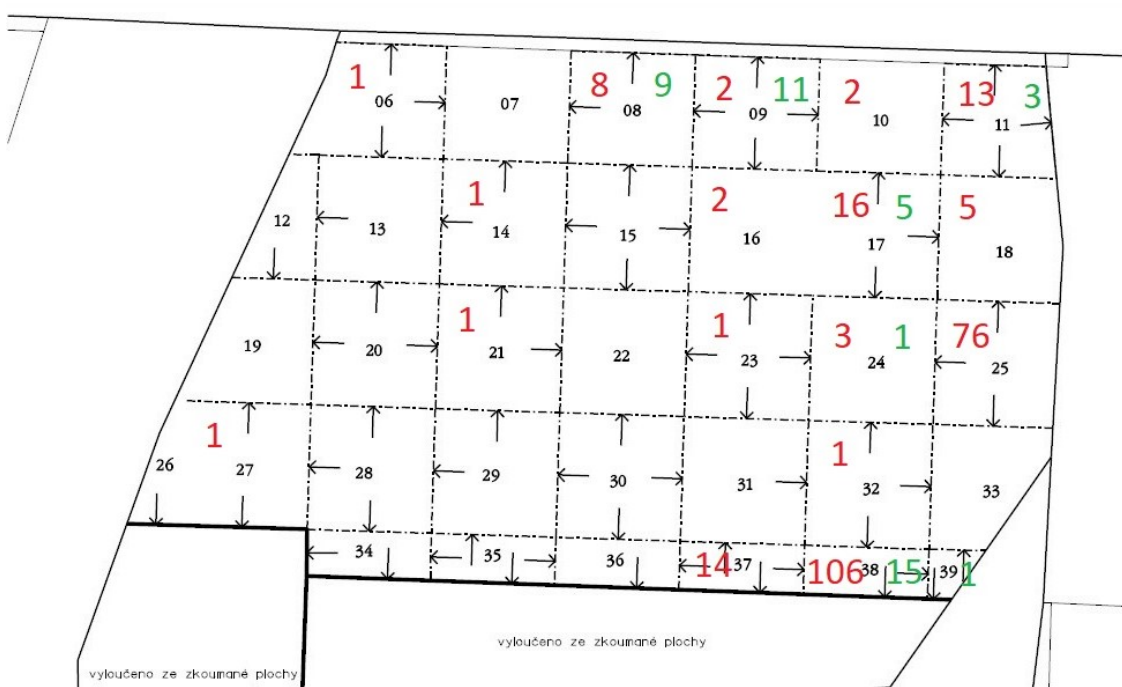 1 8 9 2 11 2 13 3
06 07 08 09 10 11
1 2 16 5 5
12 13 14 15 16 17 18
1 1 3 1 76
19 20 21 22 23 24 25
1 1
26 27 28 29 30 31 32 33
34 35 36 14 37 106 38 15 39 1
vyloučeno ze zkoumané plochy
vyloučeno ze zkoumané plochy